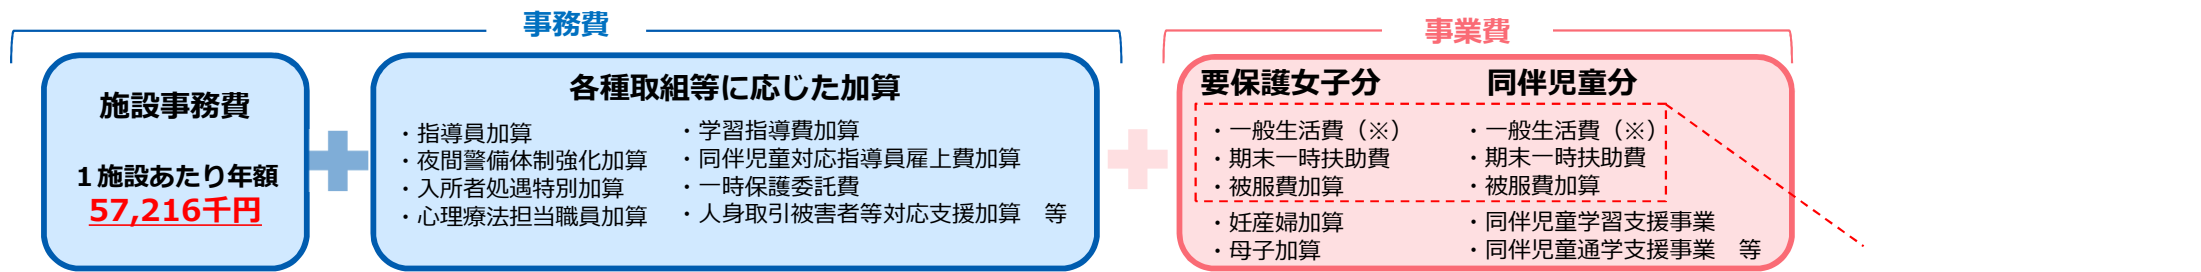 事務費
施設事務費
１施設あたり年額
57,216千円
各種取組等に応じた加算
・指導員加算
・夜間警備体制強化加算
・入所者処遇特別加算
・心理療法担当職員加算
・学習指導費加算
・同伴児童対応指導員雇上費加算
・一時保護委託費
・人身取引被害者等対応支援加算　等
事業費
要保護女子分
・一般生活費（※）
・期末一時扶助費
・被服費加算
・妊産婦加算
・母子加算
同伴児童分
・一般生活費（※）
・期末一時扶助費
・被服費加算
・同伴児童学習支援事業
・同伴児童通学支援事業　等